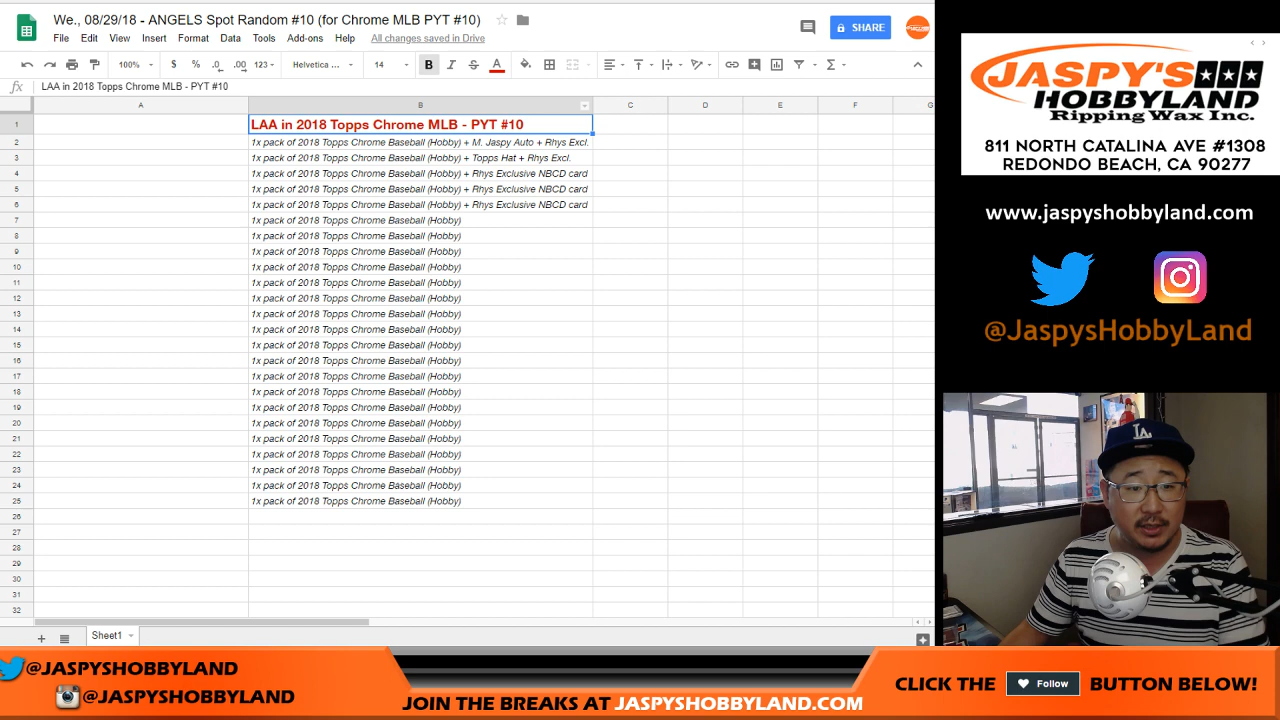 We., 08/29/18 - ANGELS Spot Random #10 (for Chrome MLB PYT #10)
File Edit View Insert Format Data Tools Add-ons Help All changes saved in Drive
SHARE
100% $ % .0 .00 123 Helvetica ... 14 B I S A Σ
fx LAA in 2018 Topps Chrome MLB - PYT #10
A B C D E F G
1 LAA in 2018 Topps Chrome MLB - PYT #10
2 1x pack of 2018 Topps Chrome Baseball (Hobby) + M. Jaspy Auto + Rhys Excl.
3 1x pack of 2018 Topps Chrome Baseball (Hobby) + Topps Hat + Rhys Excl.
4 1x pack of 2018 Topps Chrome Baseball (Hobby) + Rhys Exclusive NBCD card
5 1x pack of 2018 Topps Chrome Baseball (Hobby) + Rhys Exclusive NBCD card
6 1x pack of 2018 Topps Chrome Baseball (Hobby) + Rhys Exclusive NBCD card
7 1x pack of 2018 Topps Chrome Baseball (Hobby)
8 1x pack of 2018 Topps Chrome Baseball (Hobby)
9 1x pack of 2018 Topps Chrome Baseball (Hobby)
10 1x pack of 2018 Topps Chrome Baseball (Hobby)
11 1x pack of 2018 Topps Chrome Baseball (Hobby)
12 1x pack of 2018 Topps Chrome Baseball (Hobby)
13 1x pack of 2018 Topps Chrome Baseball (Hobby)
14 1x pack of 2018 Topps Chrome Baseball (Hobby)
15 1x pack of 2018 Topps Chrome Baseball (Hobby)
16 1x pack of 2018 Topps Chrome Baseball (Hobby)
17 1x pack of 2018 Topps Chrome Baseball (Hobby)
18 1x pack of 2018 Topps Chrome Baseball (Hobby)
19 1x pack of 2018 Topps Chrome Baseball (Hobby)
20 1x pack of 2018 Topps Chrome Baseball (Hobby)
21 1x pack of 2018 Topps Chrome Baseball (Hobby)
22 1x pack of 2018 Topps Chrome Baseball (Hobby)
23 1x pack of 2018 Topps Chrome Baseball (Hobby)
24 1x pack of 2018 Topps Chrome Baseball (Hobby)
25 1x pack of 2018 Topps Chrome Baseball (Hobby)
26
27
28
29
30
31
32
Sheet1
JASPY'S
HOBBYLAND
Ripping Wax Inc.
811 NORTH CATALINA AVE #1308
REDONDO BEACH, CA 90277
www.jaspyshobbyland.com
@JaspysHobbyLand
LA
@JASPYSHOBBYLAND
@JASPYSHOBBYLAND
JOIN THE BREAKS AT JASPYSHOBBYLAND.COM
CLICK THE Follow BUTTON BELOW!